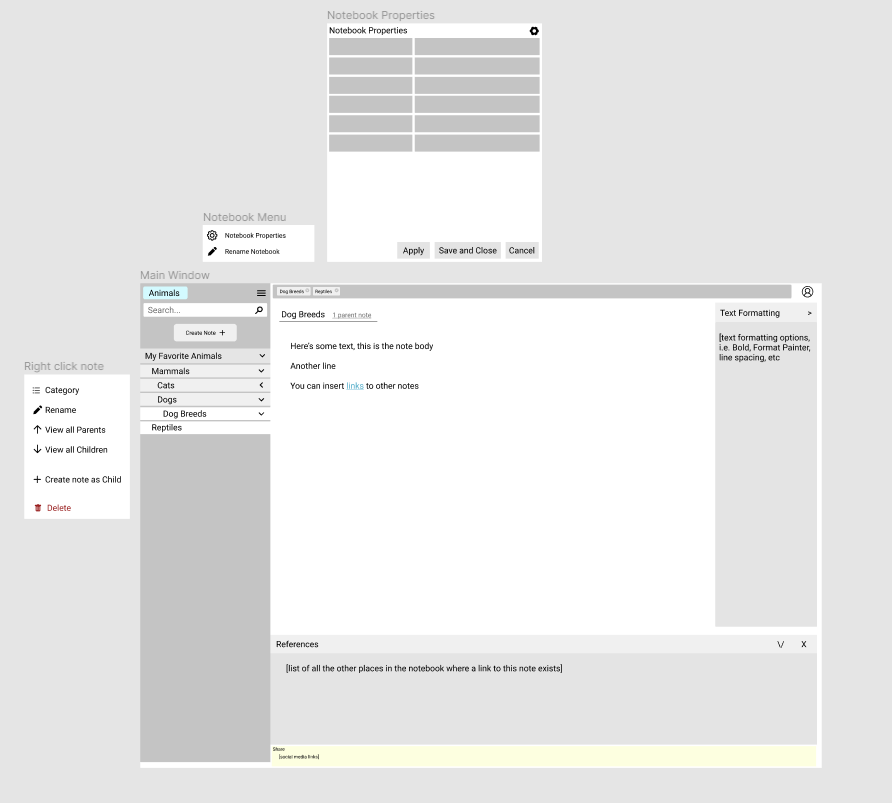 Notebook Properties
Notebook Properties
Apply
Save and Close
Cancel
Notebook Menu
Notebook Properties
Rename Notebook
Main Window
Animals
Search...
Create Note +
My Favorite Animals
Mammals
Cats
Dogs
Dog Breeds
Reptiles
Dog Breeds
Reptiles
Dog Breeds 1 parent note
Here's some text, this is the note body
Another line
You can insert links to other notes
Text Formatting >
[text formatting options,
i.e. Bold, Format Painter,
line spacing, etc
References \/ X
[list of all the other places in the notebook where a link to this note exists]
Share
[social media links]
Right click note
Category
Rename
View all Parents
View all Children
+ Create note as Child
Delete